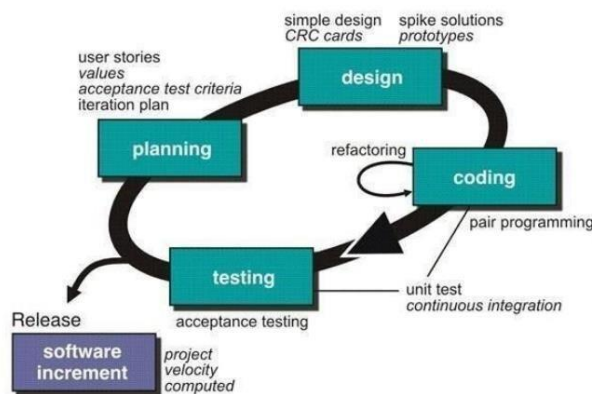 simple design
CRC cards
spike solutions
prototypes
user stories
values
acceptance test criteria
iteration plan
design
planning
refactoring
coding
pair programming
testing
unit test
continuous integration
acceptance testing
Release
software
increment
project
velocity
computed